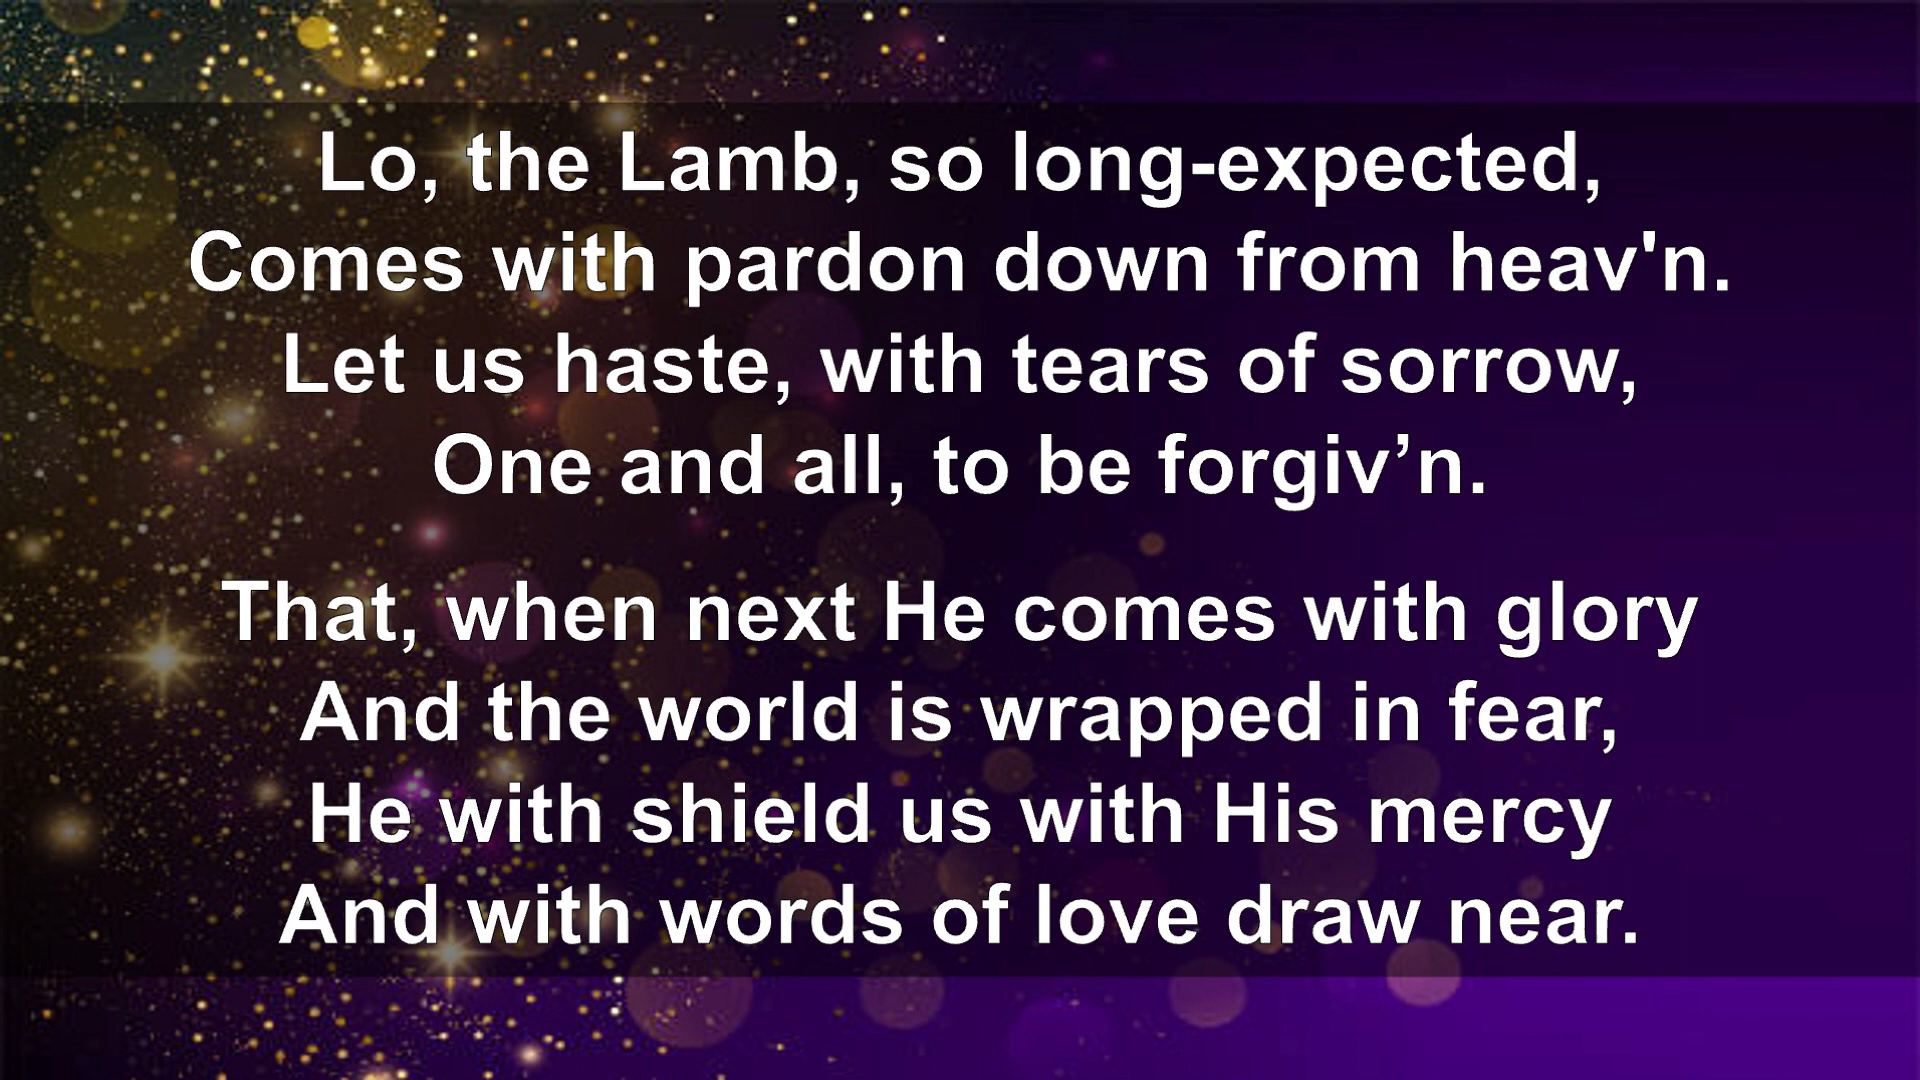 Lo, the Lamb, so long-expected,
Comes with pardon down from heav'n.
Let us haste, with tears of sorrow,
One and all, to be forgiv’n.
That, when next He comes with glory
And the world is wrapped in fear,
He with shield us with His mercy
And with words of love draw near.